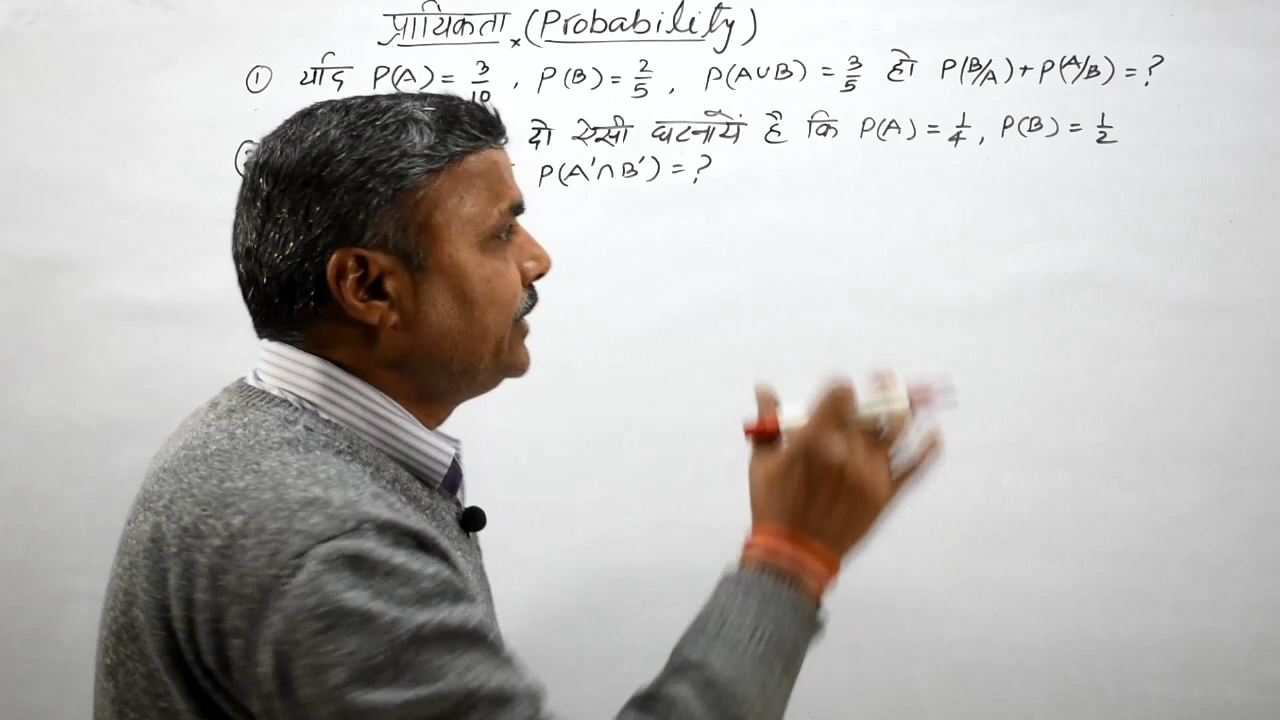 प्रायिकता (Probability)
① यदि P(A) = 3/10 , P(B) = 2/5 , P(A∪B) = 3/5 हो P(B/A) + P(A/B) = ?
दो ऐसी घटनायें है कि P(A) = 1/4 , P(B) = 1/2
P(A'∩B') = ?